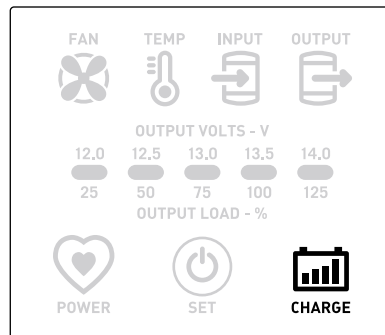 FAN TEMP INPUT OUTPUT
OUTPUT VOLTS - V
12.0 12.5 13.0 13.5 14.0
25 50 75 100 125
OUTPUT LOAD - %
POWER SET CHARGE